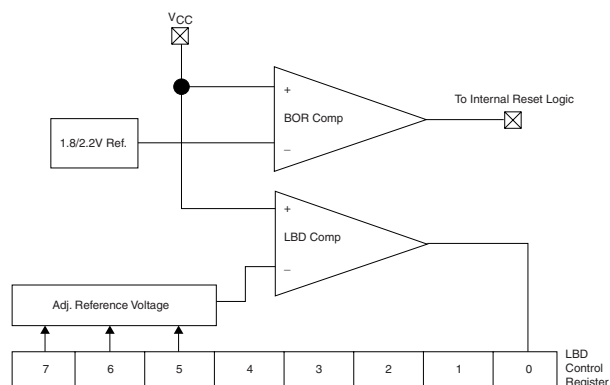 VCC
+
BOR Comp
–
To Internal Reset Logic
1.8/2.2V Ref.
+
LBD Comp
–
Adj. Reference Voltage
7 6 5 4 3 2 1 0
LBD
Control
Register